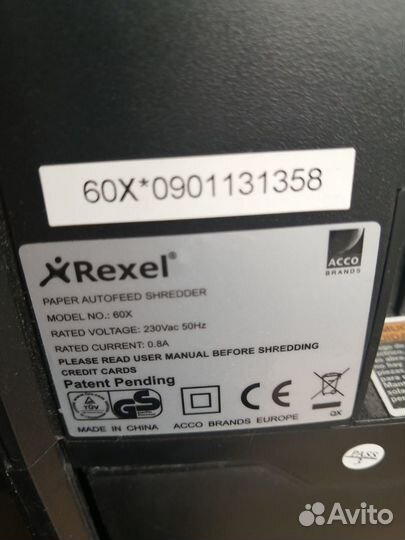 60X*0901131358
Rexel®
ACCO
BRANDS
PAPER AUTOFEED SHREDDER
MODEL NO.: 60X
RATED VOLTAGE: 230Vac 50Hz
RATED CURRENT: 0.8A
PLEASE READ USER MANUAL BEFORE SHREDDING
CREDIT CARDS
Patent Pending
TÜV
GS
CE
QX
MADE IN CHINA
ACCO BRANDS EUROPE
PASS
Avito